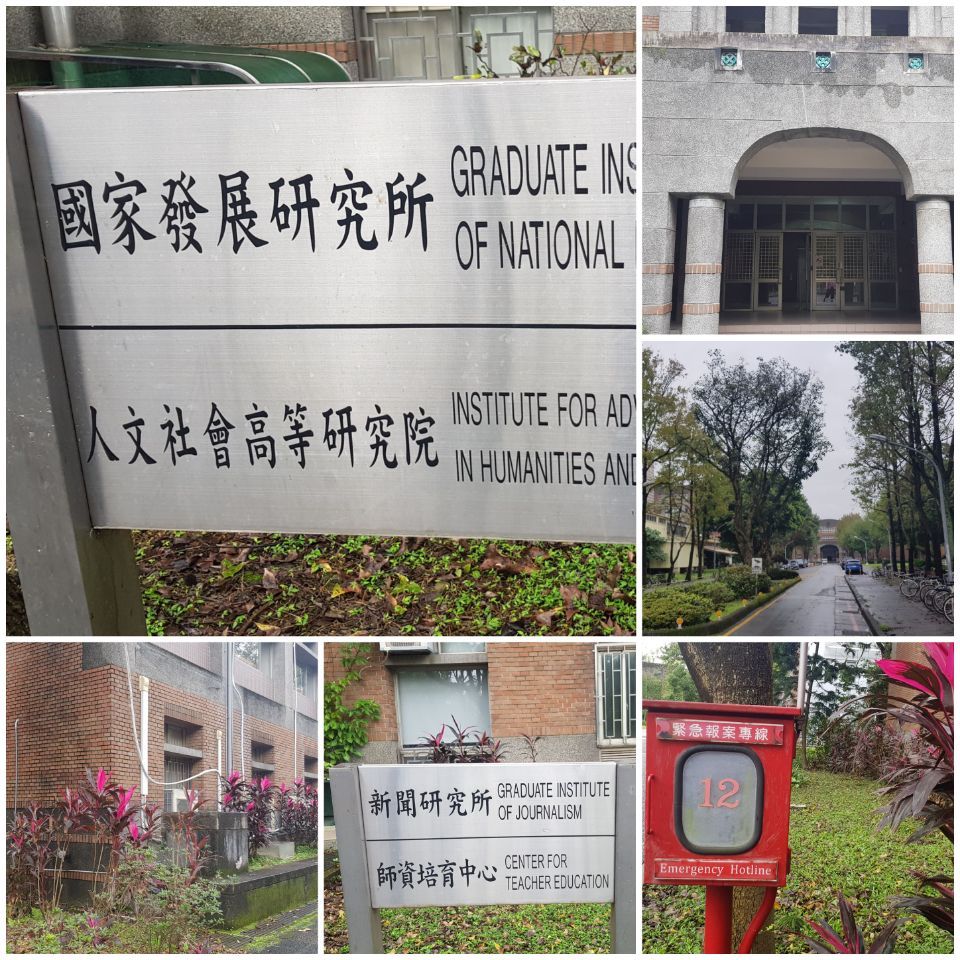 國家發展研究所
GRADUATE INS
OF NATIONAL
人文社會高等研究院
INSTITUTE FOR AD
IN HUMANITIES AND
新聞研究所
GRADUATE INSTITUTE
OF JOURNALISM
師資培育中心
CENTER FOR
TEACHER EDUCATION
緊急報案專線
12
Emergency Hotline